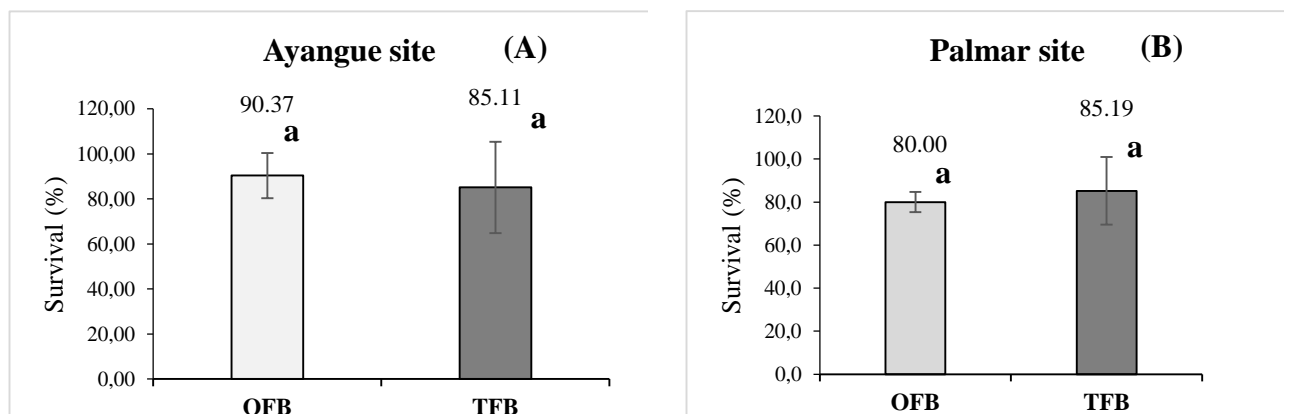 Ayangue site (A)
90.37
85.11
a
a
Survival (%)
120,00
100,00
80,00
60,00
40,00
20,00
0,00
OFB
TFB
Palmar site (B)
80.00
85.19
a
a
Survival (%)
120,0
100,0
80,0
60,0
40,0
20,0
0,0
OFB
TFB